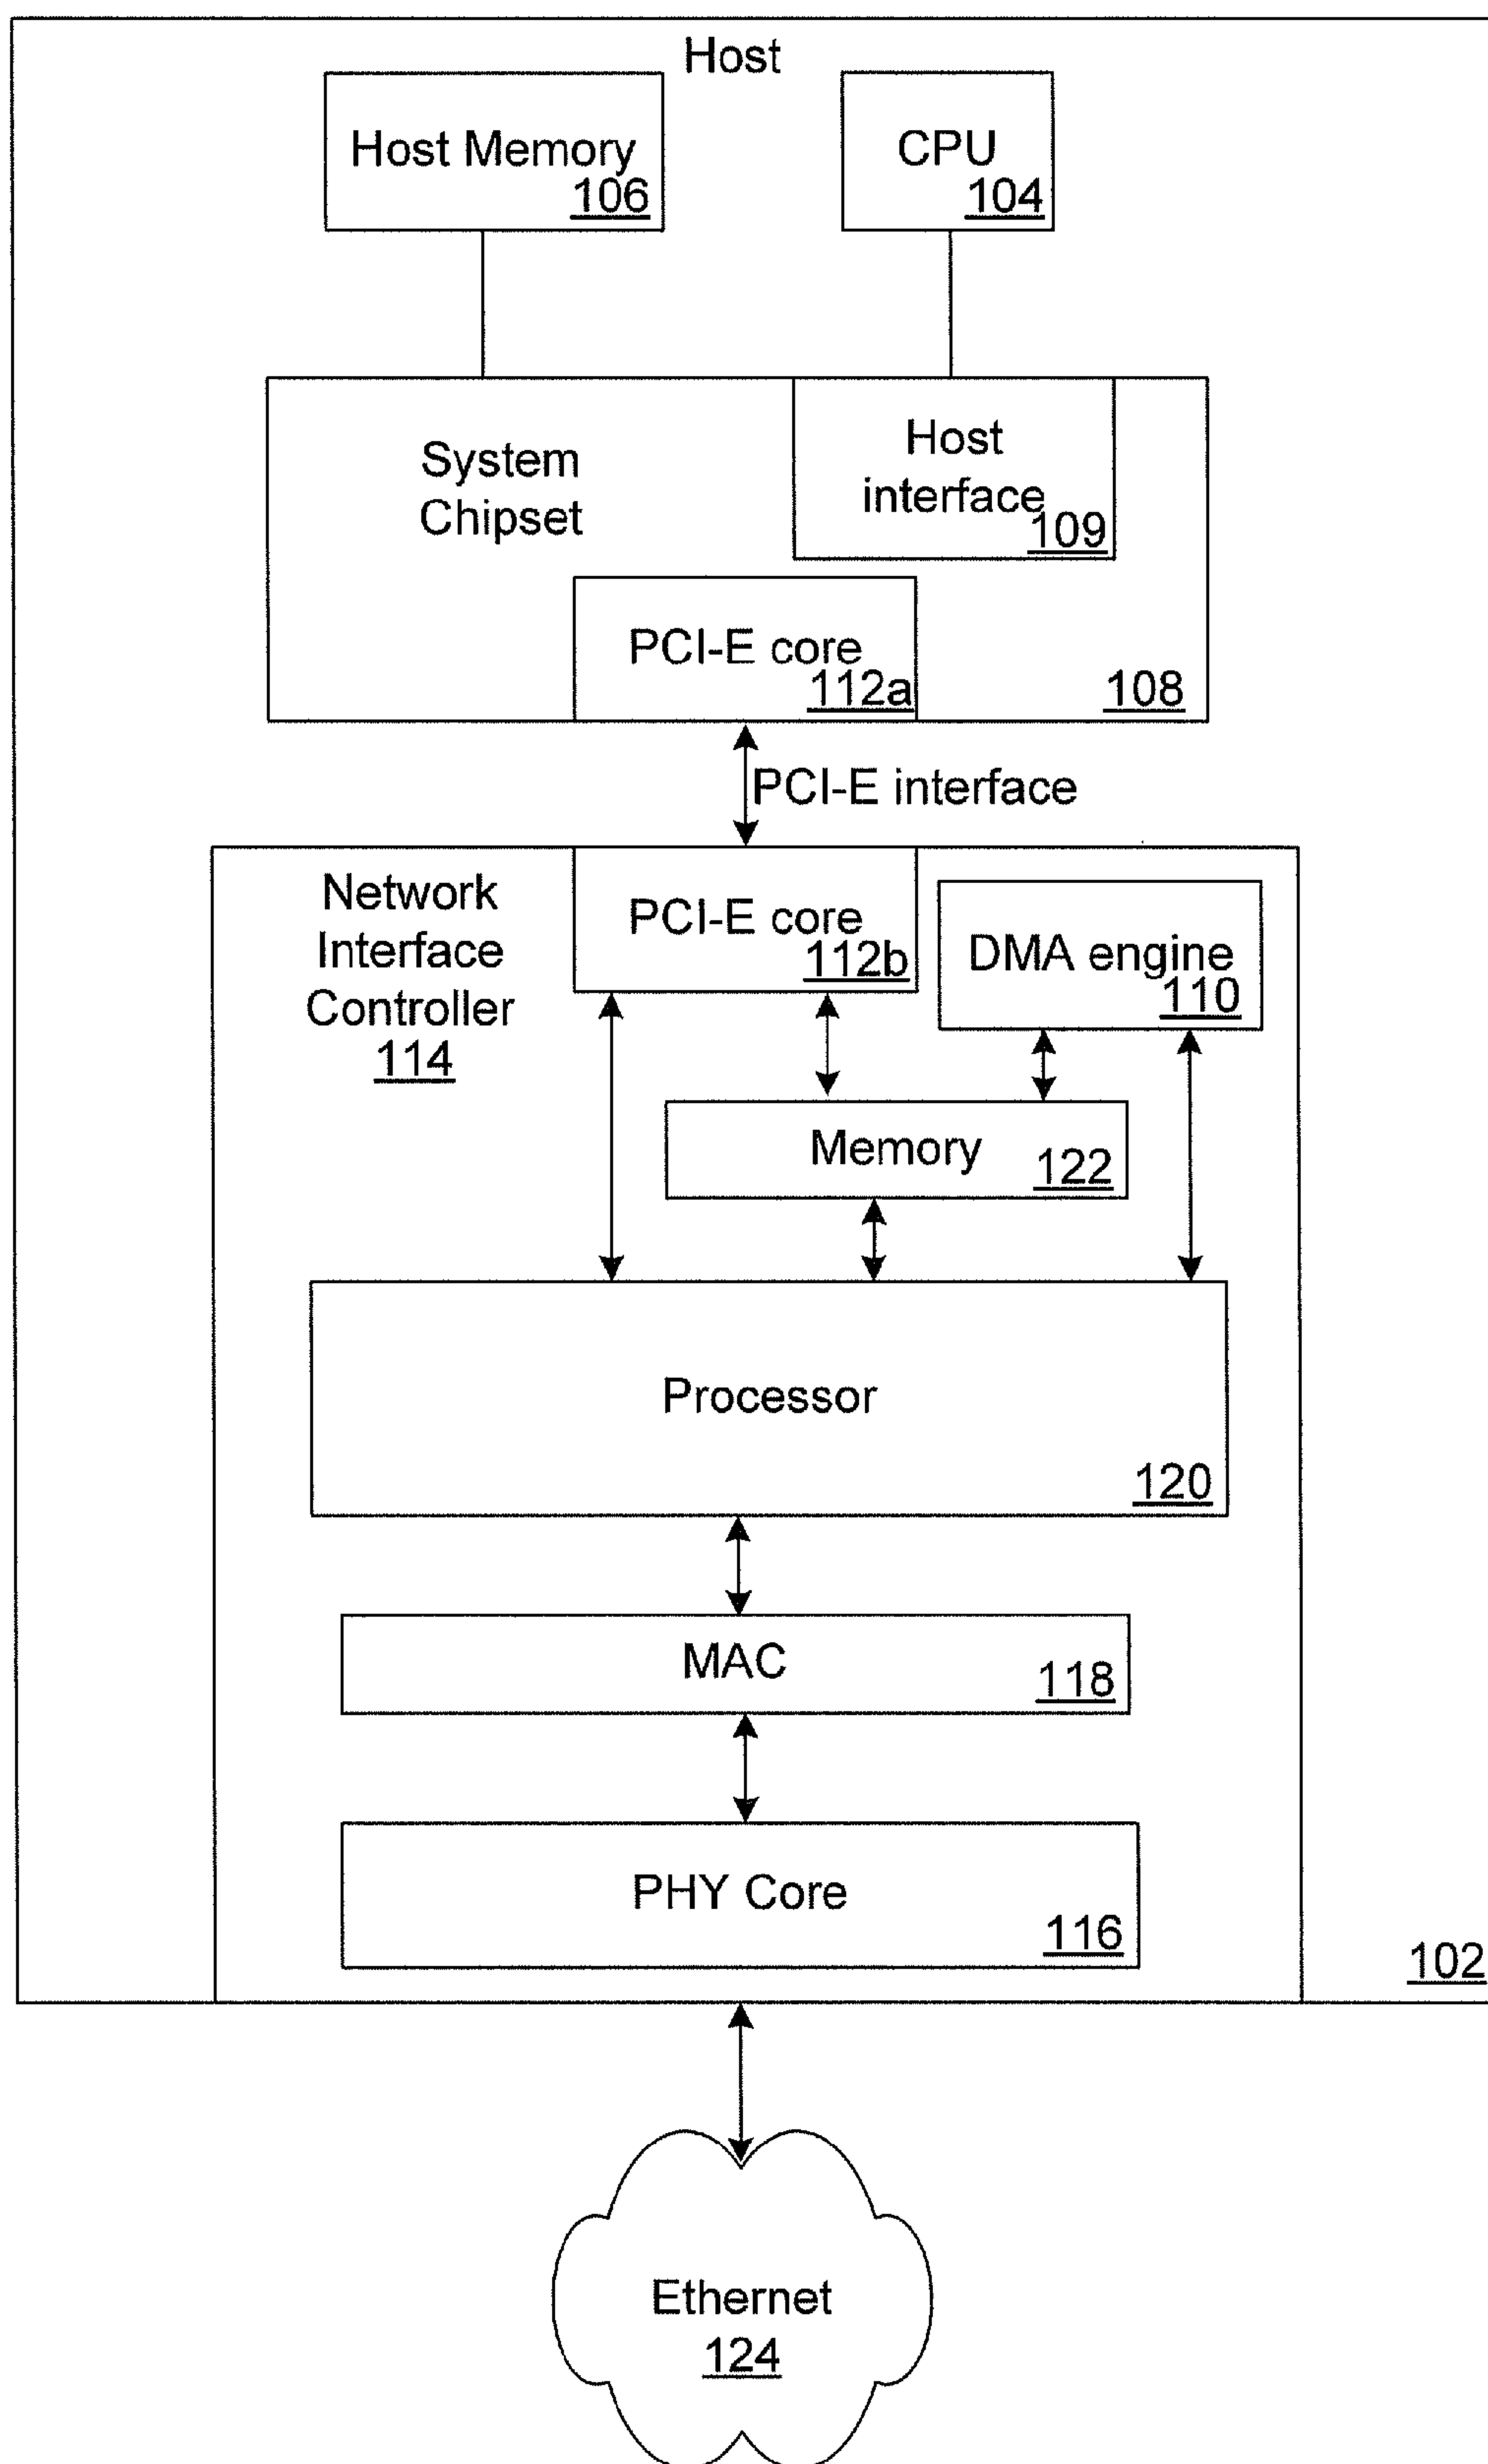 Host
Host Memory
106
CPU
104
System
Chipset
Host
interface
109
PCI-E core
112a
108
PCI-E interface
Network
Interface
Controller
114
PCI-E core
112b
DMA engine
110
Memory
122
Processor
120
MAC
118
PHY Core
116
102
Ethernet
124